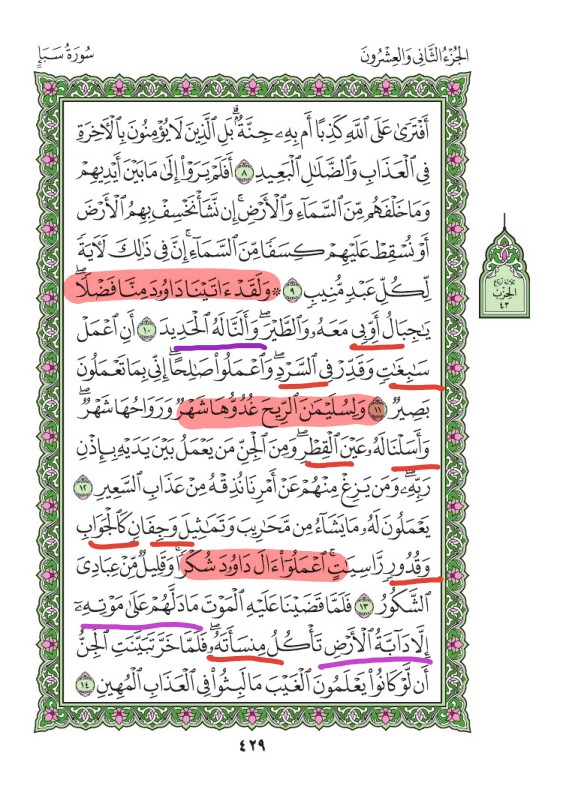 الجُزْءُ الثَّانِي وَالعِشْرُونَ
سُورَةُ سَبَإٍ
أَفْتَرَىٰ عَلَى ٱللَّهِ كَذِبًا أَم بِهِۦ جِنَّةٌۢ ۗ بَلِ ٱلَّذِينَ لَا يُؤْمِنُونَ بِٱلْءَاخِرَةِ
فِى ٱلْعَذَابِ وَٱلضَّلَٰلِ ٱلْبَعِيدِ ٨ أَفَلَمْ يَرَوْا۟ إِلَىٰ مَا بَيْنَ أَيْدِيهِمْ
وَمَا خَلْفَهُم مِّنَ ٱلسَّمَآءِ وَٱلْأَرْضِ ۚ إِن نَّشَأْ نَخْسِفْ بِهِمُ ٱلْأَرْضَ
أَوْ نُسْقِطْ عَلَيْهِمْ كِسَفًا مِّنَ ٱلسَّمَآءِ ۚ إِنَّ فِى ذَٰلِكَ لَءَايَةً
لِّكُلِّ عَبْدٍ مُّنِيبٍ ٩ ۞ وَلَقَدْ ءَاتَيْنَا دَاوُۥدَ مِنَّا فَضْلًا ۖ
يَٰجِبَالُ أَوِّبِى مَعَهُۥ وَٱلطَّيْرَ ۖ وَأَلَنَّا لَهُ ٱلْحَدِيدَ ١٠ أَنِ ٱعْمَلْ
سَٰبِغَٰتٍ وَقَدِّرْ فِى ٱلسَّرْدِ ۖ وَٱعْمَلُوا۟ صَٰلِحًا ۖ إِنِّى بِمَا تَعْمَلُونَ
بَصِيرٌ ١١ وَلِسُلَيْمَٰنَ ٱلرِّيحَ غُدُوُّهَا شَهْرٌ وَرَوَاحُهَا شَهْرٌ ۖ
وَأَسَلْنَا لَهُۥ عَيْنَ ٱلْقِطْرِ ۖ وَمِنَ ٱلْجِنِّ مَن يَعْمَلُ بَيْنَ يَدَيْهِ بِإِذْنِ
رَبِّهِۦ ۖ وَمَن يَزِغْ مِنْهُمْ عَنْ أَمْرِنَا نُذِقْهُ مِنْ عَذَابِ ٱلسَّعِيرِ ١٢
يَعْمَلُونَ لَهُۥ مَا يَشَآءُ مِن مَّحَٰرِيبَ وَتَمَٰثِيلَ وَجِفَانٍ كَٱلْجَوَابِ
وَقُدُورٍ رَّاسِيَٰتٍ ۚ ٱعْمَلُوٓا۟ ءَالَ دَاوُۥدَ شُكْرًا ۚ وَقَلِيلٌ مِّنْ عِبَادِىَ
ٱلشَّكُورُ ١٣ فَلَمَّا قَضَيْنَا عَلَيْهِ ٱلْمَوْتَ مَا دَلَّهُمْ عَلَىٰ مَوْتِهِۦٓ
إِلَّا دَآبَّةُ ٱلْأَرْضِ تَأْكُلُ مِنسَأَتَهُۥ ۖ فَلَمَّا خَرَّ تَبَيَّنَتِ ٱلْجِنُّ
أَن لَّوْ كَانُوا۟ يَعْلَمُونَ ٱلْغَيْبَ مَا لَبِثُوا۟ فِى ٱلْعَذَابِ ٱلْمُهِينِ ١٤
ثلاثة أرباع
الحزب
٤٣
٤٢٩